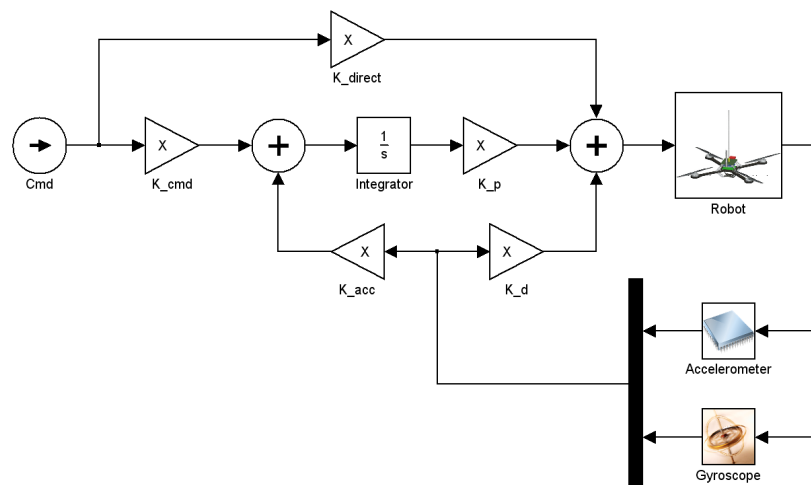 X
K_direct
Cmd
X
K_cmd
+
1
s
Integrator
X
K_p
+
Robot
X
K_acc
X
K_d
Accelerometer
Gyroscope